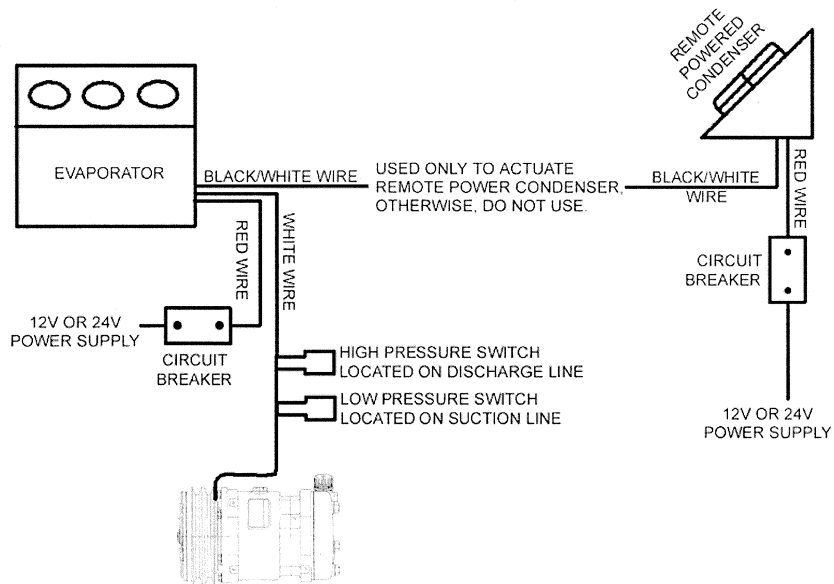 REMOTE
POWERED
CONDENSER
EVAPORATOR
BLACK/WHITE WIRE
USED ONLY TO ACTUATE
REMOTE POWER CONDENSER,
OTHERWISE, DO NOT USE.
BLACK/WHITE
WIRE
RED WIRE
RED WIRE
WHITE WIRE
CIRCUIT
BREAKER
12V OR 24V
POWER SUPPLY
CIRCUIT
BREAKER
HIGH PRESSURE SWITCH
LOCATED ON DISCHARGE LINE
LOW PRESSURE SWITCH
LOCATED ON SUCTION LINE
12V OR 24V
POWER SUPPLY